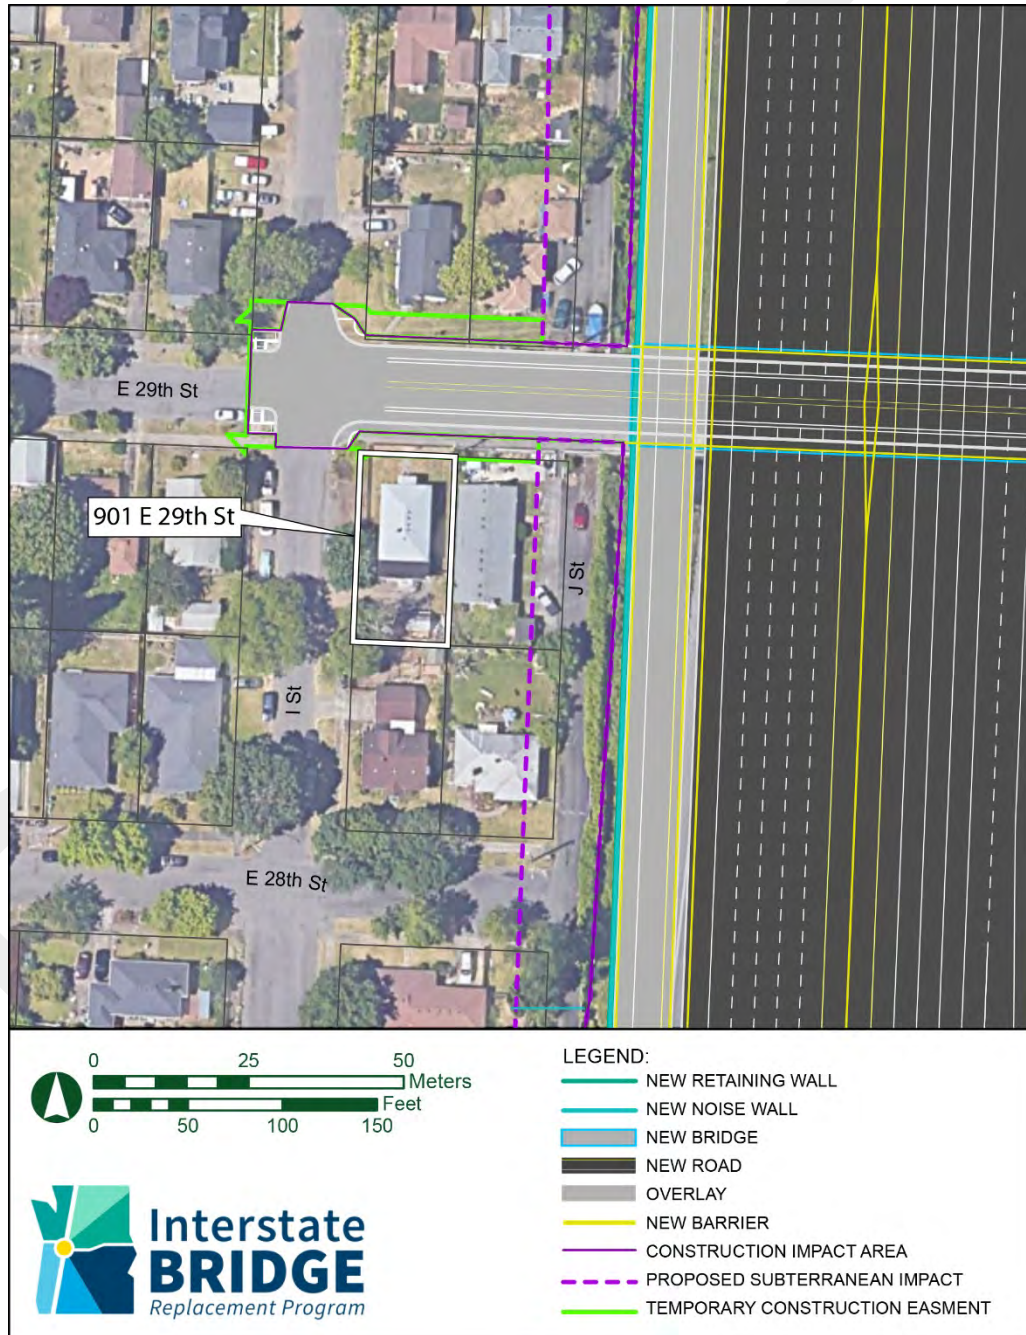 E 29th St
901 E 29th St
J St
I St
E 28th St
0 25 50
Meters
Feet
0 50 100 150
Interstate
BRIDGE
Replacement Program
LEGEND:
NEW RETAINING WALL
NEW NOISE WALL
NEW BRIDGE
NEW ROAD
OVERLAY
NEW BARRIER
CONSTRUCTION IMPACT AREA
PROPOSED SUBTERRANEAN IMPACT
TEMPORARY CONSTRUCTION EASMENT